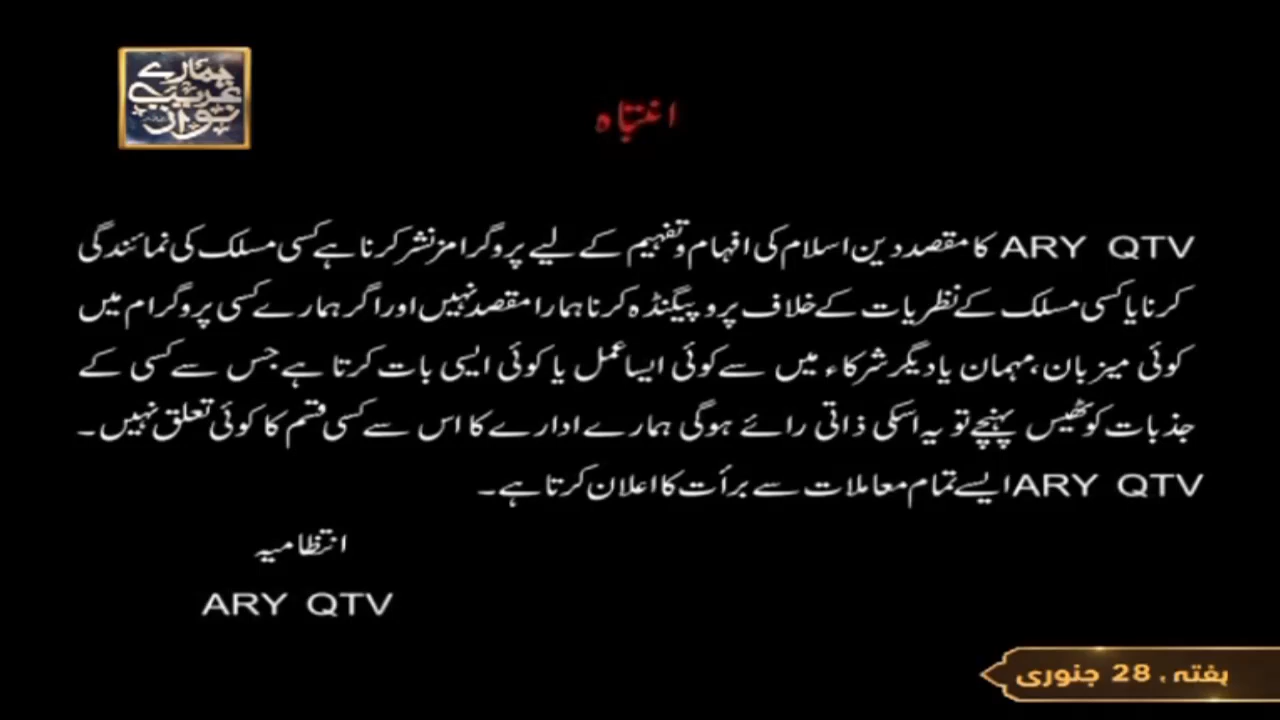 ہمارے
غریب
نواز
انتباہ
ARY QTV کا مقصد دین اسلام کی افہام و تفہیم کے لیے پروگرامز نشر کرنا ہے کسی مسلک کی نمائندگی
کرنا یا کسی مسلک کے نظریات کے خلاف پروپیگنڈہ کرنا ہمارا مقصد نہیں اور اگر ہمارے کسی پروگرام میں
کوئی میزبان، مہمان یا دیگر شرکاء میں سے کوئی ایسا عمل یا کوئی ایسی بات کرتا ہے جس سے کسی کے
جذبات کو ٹھیس پہنچے تو یہ اسکی ذاتی رائے ہوگی ہمارے ادارے کا اس سے کسی قسم کا کوئی تعلق نہیں۔
ARY QTV ایسے تمام معاملات سے برأت کا اعلان کرتا ہے۔
انتظامیہ
ARY QTV
ہفتہ، 28 جنوری